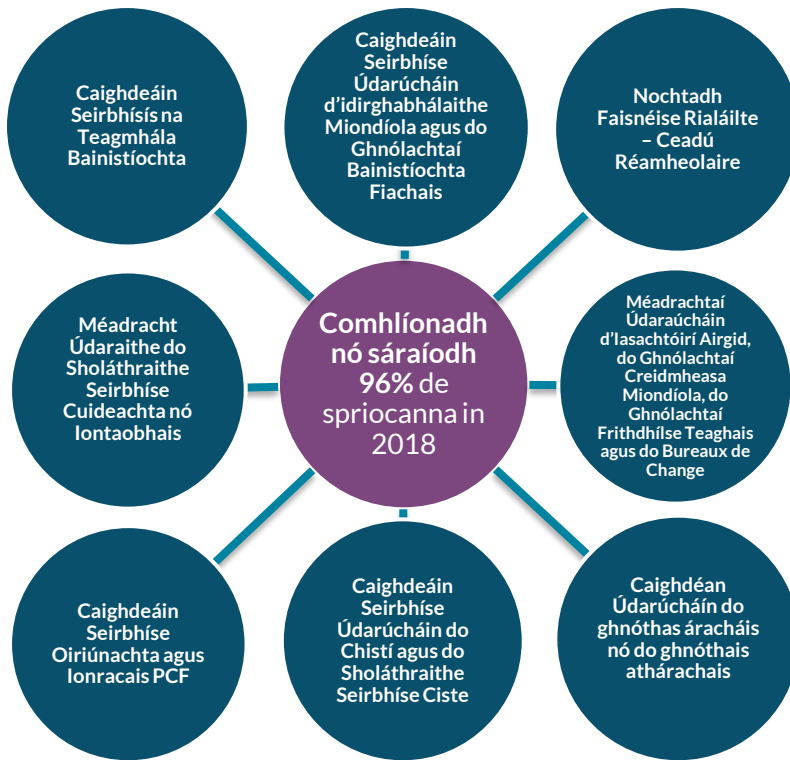 Caighdeáin
Seirbhísís na
Teagmhála
Bainistíochta
Caighdeáin
Seirbhíse
Údarúcháin
d’idirghabhálaithe
Miondíola agus do
Ghnólachtaí
Bainistíochta
Fiachais
Nochtadh
Faisnéise Rialáilte
– Ceadú
Réamheolaire
Méadracht
Údaraithe do
Sholáthraithe
Seirbhíse
Cuideachta nó
Iontaobhais
Comhlíonadh
nó sáraíodh
96% de
spriocanna in
2018
Méadrachtaí
Údaraúcháin
d’Iasachtóirí Airgid,
do Ghnólachtaí
Creidmheasa
Miondíola, do
Ghnólachtaí
Frithdhílse Teaghais
agus do Bureaux de
Change
Caighdeáin
Seirbhíse
Oiriúnachta agus
Ionracais PCF
Caighdeáin
Seirbhíse
Údarúcháin do
Chistí agus do
Sholáthraithe
Seirbhíse Ciste
Caighdéan
Údarúcháín do
ghnóthas áracháis
nó do ghnóthais
athárachais